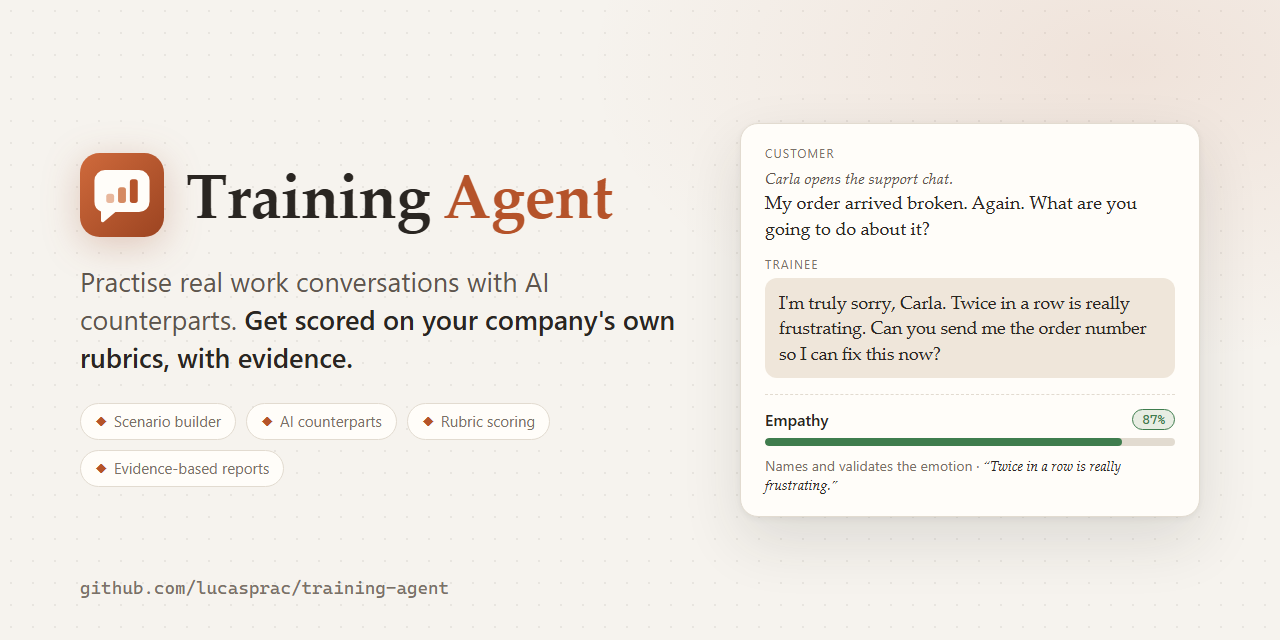 Training Agent
Practise real work conversations with AI
counterparts. Get scored on your company's own
rubrics, with evidence.
◆ Scenario builder
◆ AI counterparts
◆ Rubric scoring
◆ Evidence-based reports
github.com/lucasprac/training-agent
CUSTOMER
Carla opens the support chat.
My order arrived broken. Again. What are you
going to do about it?
TRAINEE
I'm truly sorry, Carla. Twice in a row is really
frustrating. Can you send me the order number
so I can fix this now?
Empathy
87%
Names and validates the emotion · “Twice in a row is really
frustrating.”